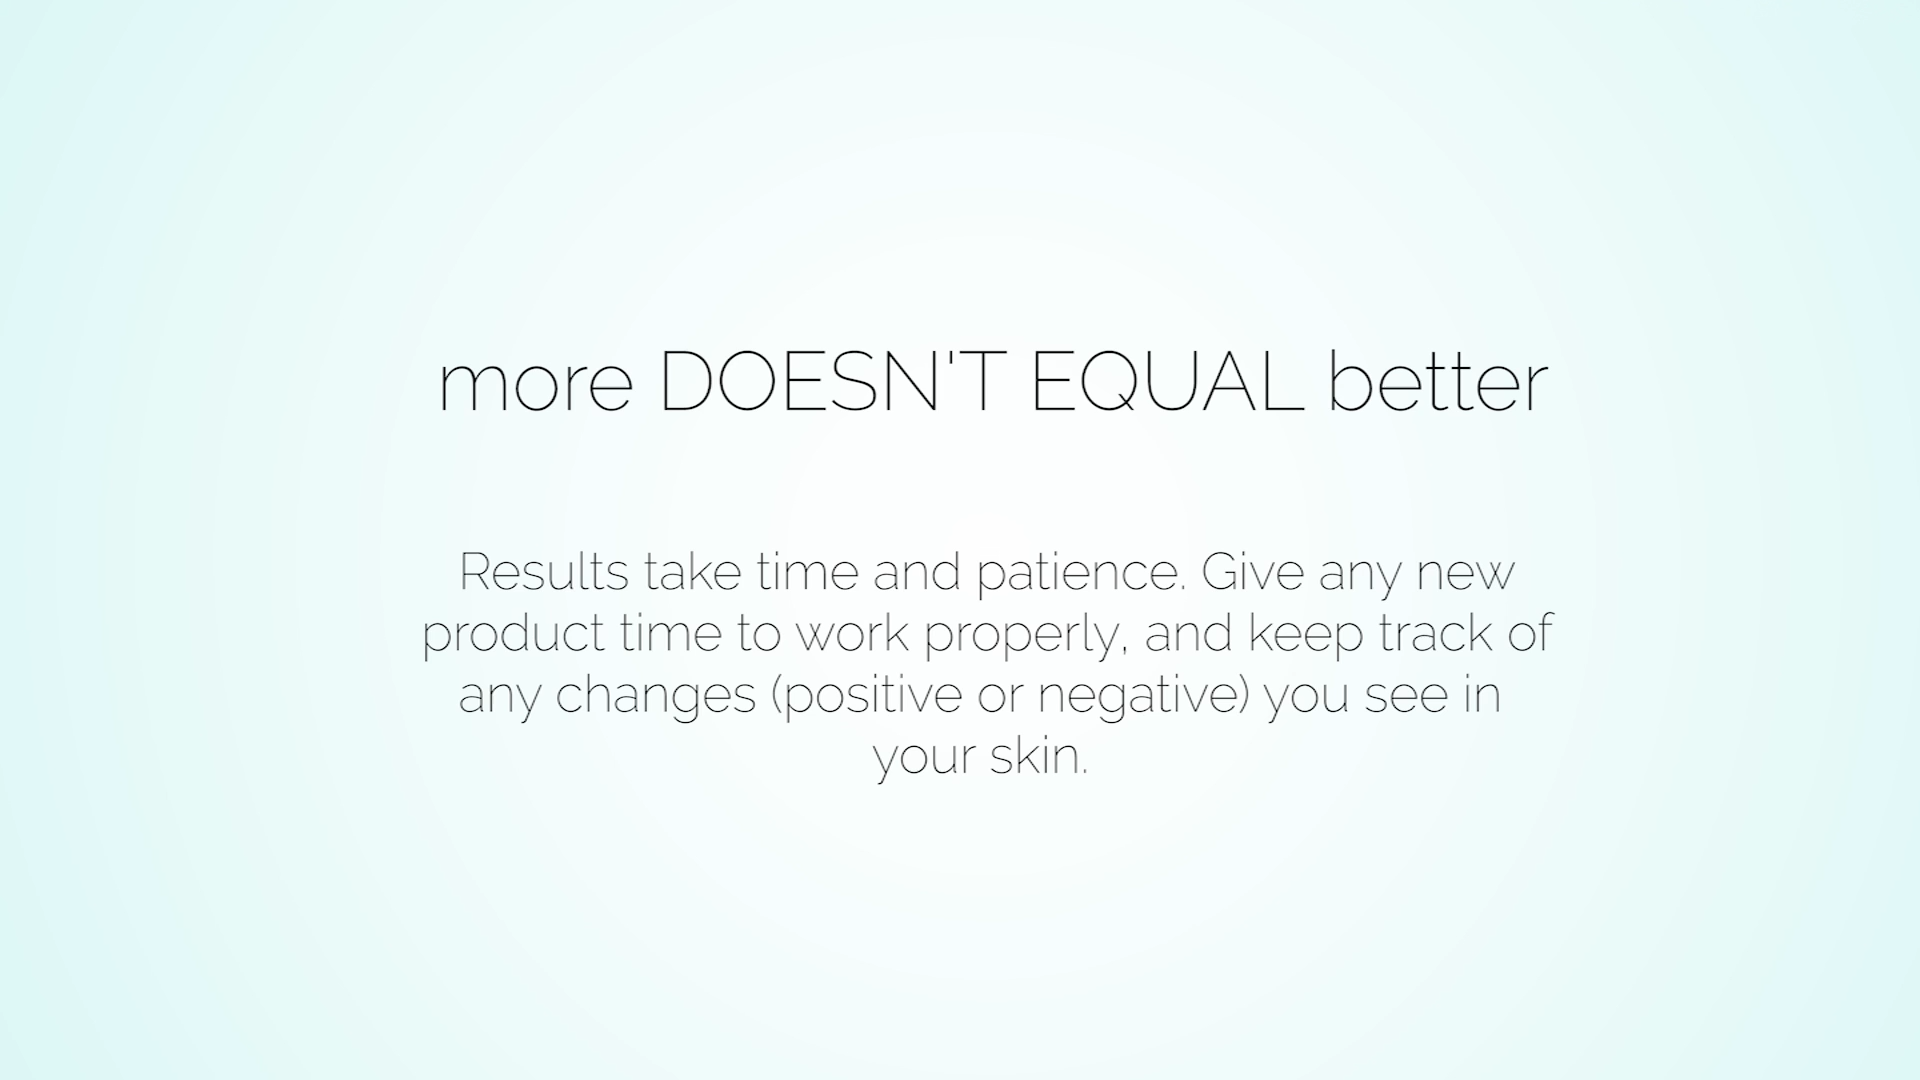 more DOESN'T EQUAL better
Results take time and patience. Give any new
product time to work properly, and keep track of
any changes (positive or negative) you see in
your skin.